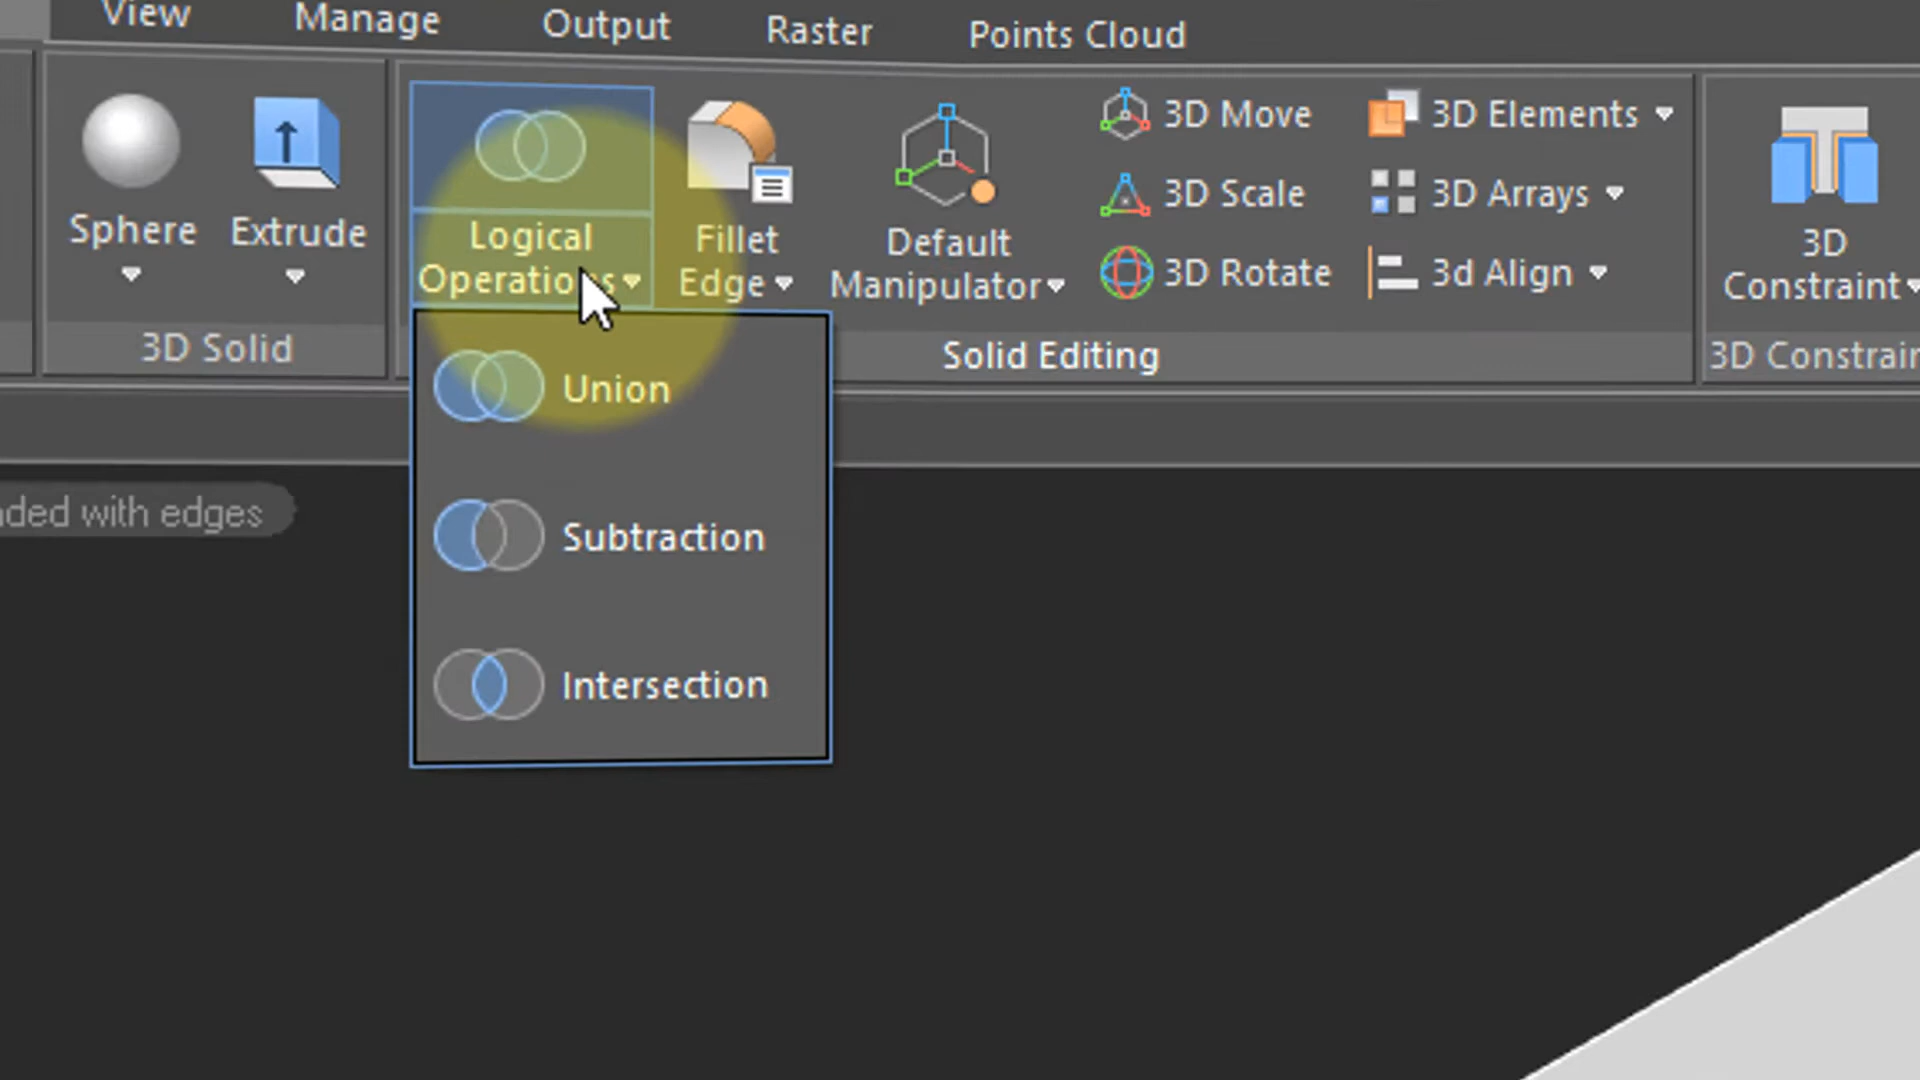 View Manage Output Raster Points Cloud
Sphere
Extrude
Logical
Operations
Fillet
Edge
Default
Manipulator
3D Move
3D Scale
3D Rotate
3D Elements
3D Arrays
3d Align
3D
Constraint
3D Solid
Solid Editing
3D Constrain
Union
Subtraction
Intersection
ded with edges